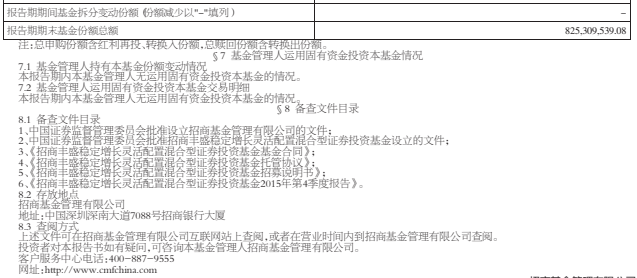 报告期期间基金拆分变动份额（份额减少以"-"填列） -
报告期期末基金份额总额 825,309,539.08
注：总申购份额含红利再投、转换入份额，总赎回份额含转换出份额。
§7 基金管理人运用固有资金投资本基金情况
7.1 基金管理人持有本基金份额变动情况
本报告期内本基金管理人无运用固有资金投资本基金的情况。
7.2 基金管理人运用固有资金投资本基金交易明细
本报告期内本基金管理人无运用固有资金投资本基金的情况。
§8 备查文件目录
8.1 备查文件目录
1、中国证券监督管理委员会批准设立招商基金管理有限公司的文件；
2、中国证券监督管理委员会批准招商丰盛稳定增长灵活配置混合型证券投资基金设立的文件；
3、《招商丰盛稳定增长灵活配置混合型证券投资基金基金合同》；
4、《招商丰盛稳定增长灵活配置混合型证券投资基金托管协议》；
5、《招商丰盛稳定增长灵活配置混合型证券投资基金招募说明书》；
6、《招商丰盛稳定增长灵活配置混合型证券投资基金2015年第4季度报告》。
8.2 存放地点
招商基金管理有限公司
地址：中国深圳深南大道7088号招商银行大厦
8.3 查阅方式
上述文件可在招商基金管理有限公司互联网站上查阅，或者在营业时间内到招商基金管理有限公司查阅。
投资者对本报告书如有疑问，可咨询本基金管理人招商基金管理有限公司。
客户服务中心电话：400-887-9555
网址：http://www.cmfchina.com